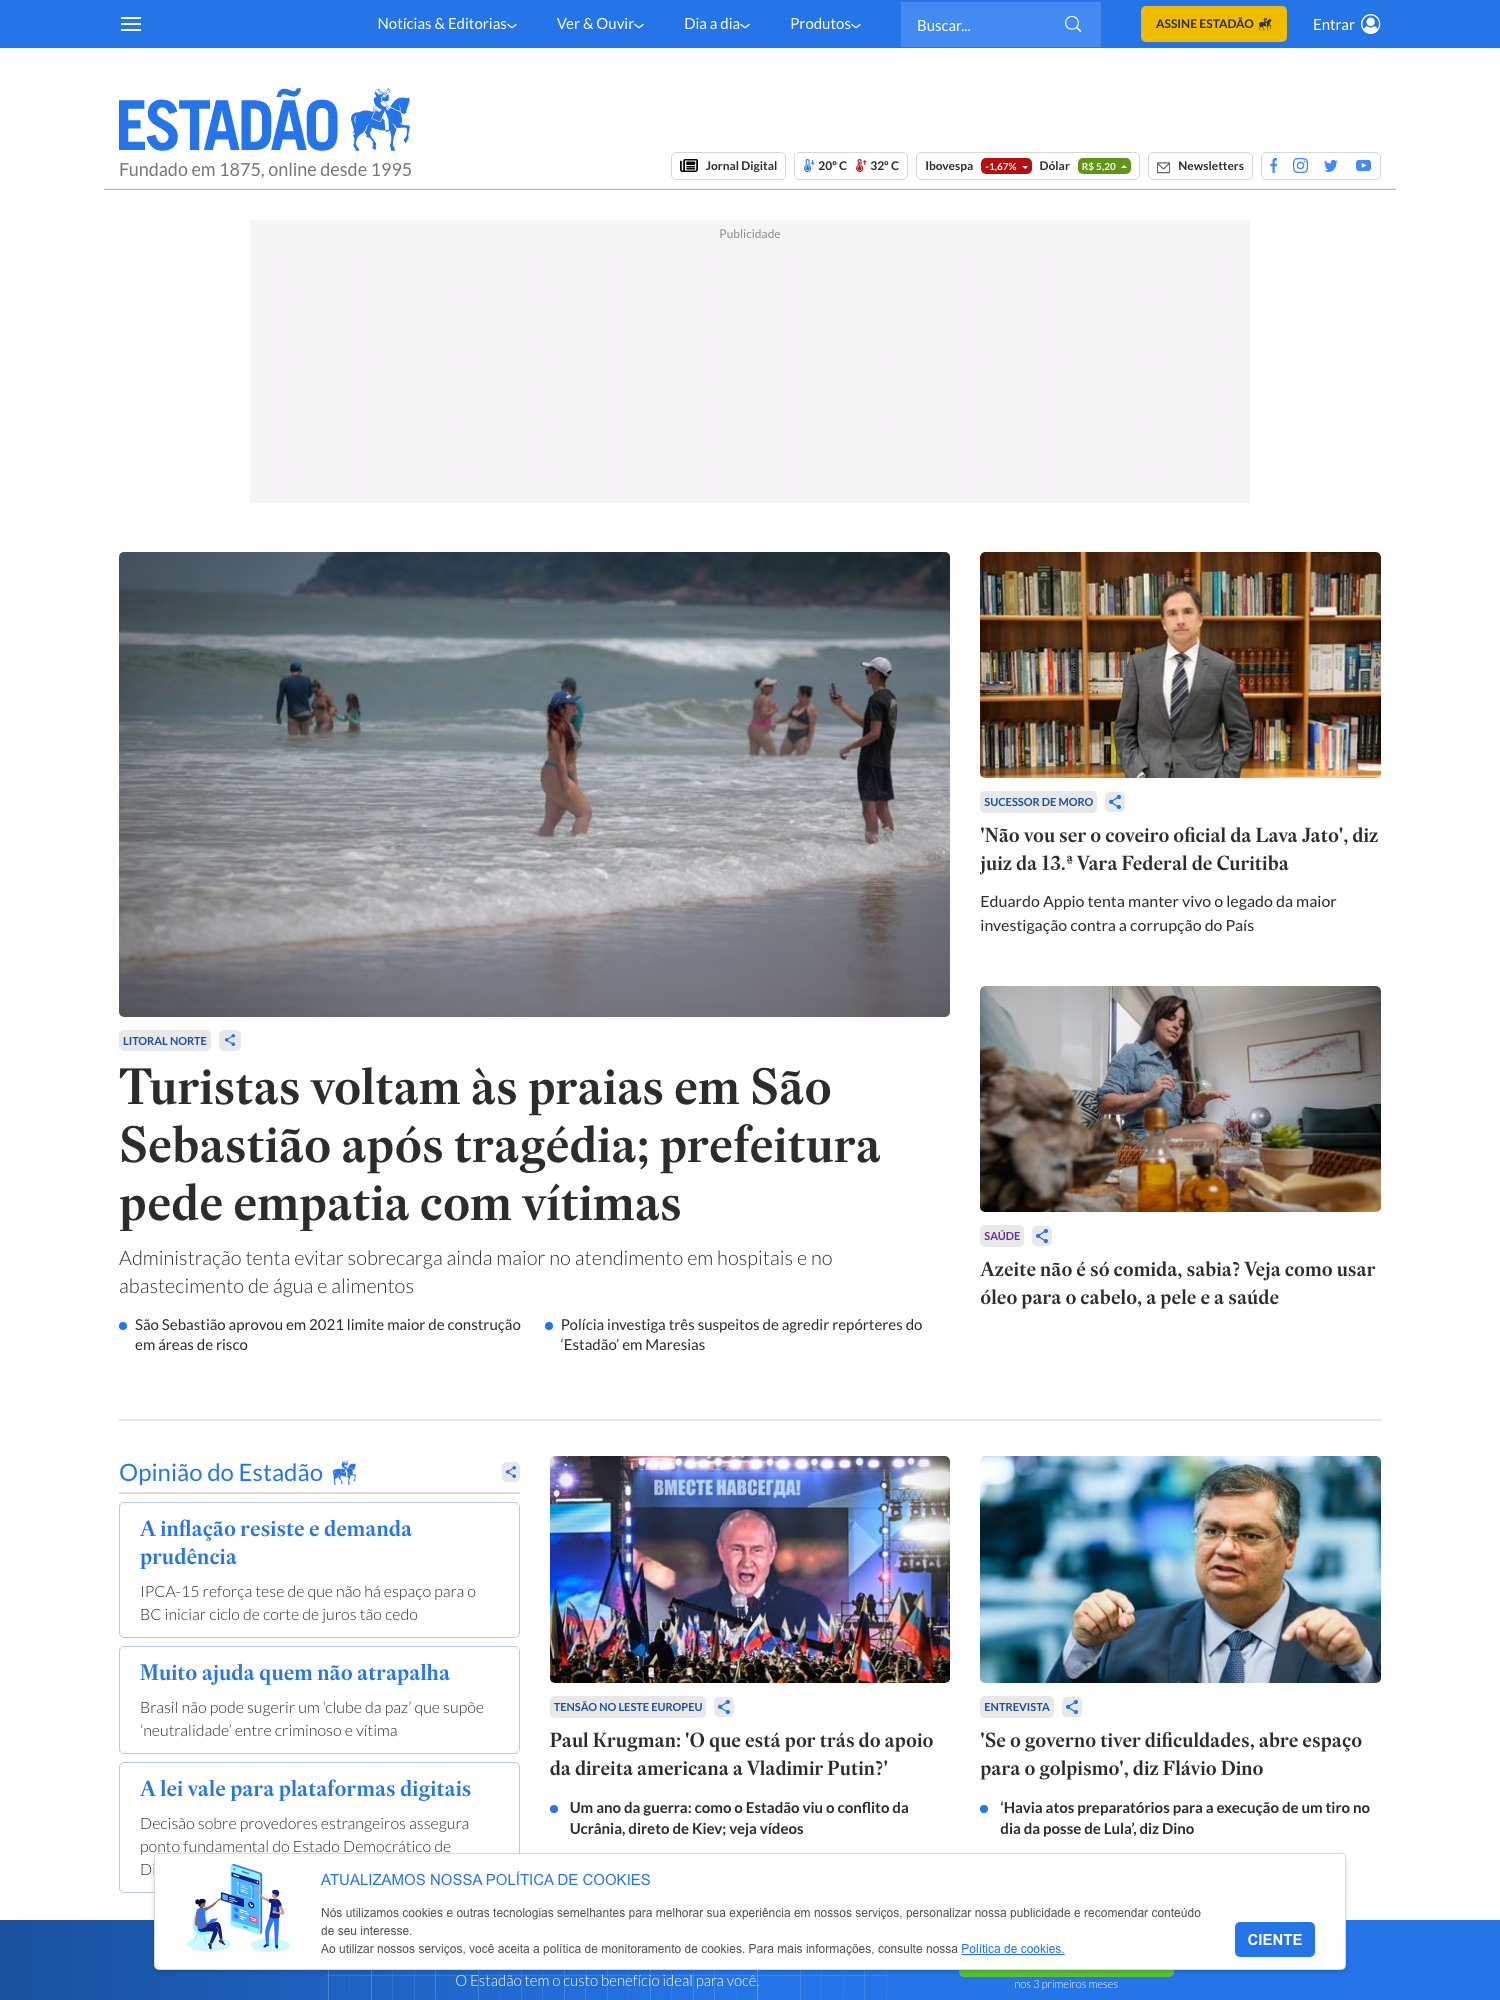 Notícias & Editorias
Ver & Ouvir
Dia a dia
Produtos
Buscar...
ASSINE ESTADÃO
Entrar
ESTADÃO
Fundado em 1875, online desde 1995
Jornal Digital
20º C 32º C
Ibovespa -1,67% Dólar R$ 5,20
Newsletters
Publicidade
LITORAL NORTE
Turistas voltam às praias em São
Sebastião após tragédia; prefeitura
pede empatia com vítimas
Administração tenta evitar sobrecarga ainda maior no atendimento em hospitais e no
abastecimento de água e alimentos
São Sebastião aprovou em 2021 limite maior de construção
em áreas de risco
Polícia investiga três suspeitos de agredir repórteres do
‘Estadão’ em Maresias
SUCESSOR DE MORO
'Não vou ser o coveiro oficial da Lava Jato', diz
juiz da 13.ª Vara Federal de Curitiba
Eduardo Appio tenta manter vivo o legado da maior
investigação contra a corrupção do País
SAÚDE
Azeite não é só comida, sabia? Veja como usar
óleo para o cabelo, a pele e a saúde
Opinião do Estadão
A inflação resiste e demanda
prudência
IPCA-15 reforça tese de que não há espaço para o
BC iniciar ciclo de corte de juros tão cedo
Muito ajuda quem não atrapalha
Brasil não pode sugerir um ‘clube da paz’ que supõe
‘neutralidade’ entre criminoso e vítima
A lei vale para plataformas digitais
Decisão sobre provedores estrangeiros assegura
ponto fundamental do Estado Democrático de
ВМЕСТЕ НАВСЕГДА!
TENSÃO NO LESTE EUROPEU
Paul Krugman: 'O que está por trás do apoio
da direita americana a Vladimir Putin?'
Um ano da guerra: como o Estadão viu o conflito da
Ucrânia, direto de Kiev; veja vídeos
ENTREVISTA
'Se o governo tiver dificuldades, abre espaço
para o golpismo', diz Flávio Dino
‘Havia atos preparatórios para a execução de um tiro no
dia da posse de Lula’, diz Dino
ATUALIZAMOS NOSSA POLÍTICA DE COOKIES
Nós utilizamos cookies e outras tecnologias semelhantes para melhorar sua experiência em nossos serviços, personalizar nossa publicidade e recomendar conteúdo
de seu interesse.
Ao utilizar nossos serviços, você aceita a política de monitoramento de cookies. Para mais informações, consulte nossa Política de cookies.
CIENTE
O Estadão tem o custo benefício ideal para você.
nos 3 primeiros meses